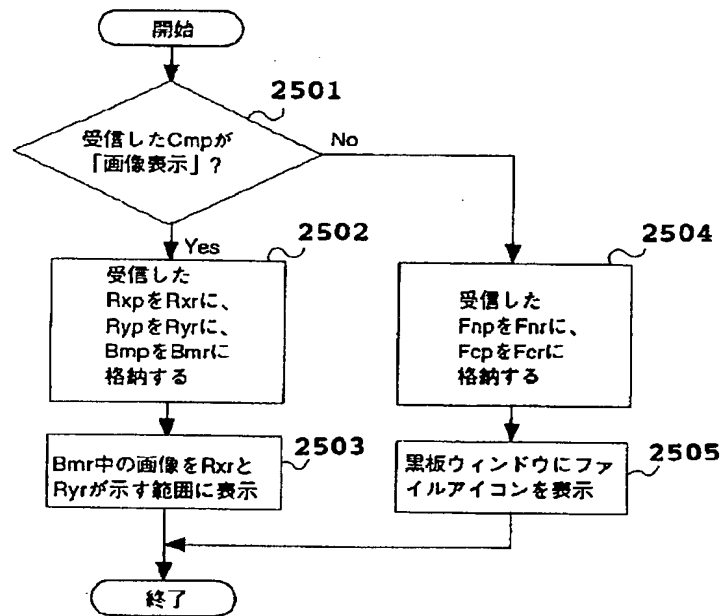 開始
2501
受信したCmpが
「画像表示」?
No
Yes
2502
受信した
RxpをRxrに、
RypをRyrに、
BmpをBmrに
格納する
2504
受信した
FnpをFnrに、
FcpをFcrに
格納する
2503
Bmr中の画像をRxrと
Ryrが示す範囲に表示
2505
黒板ウィンドウにファ
イルアイコンを表示
終了